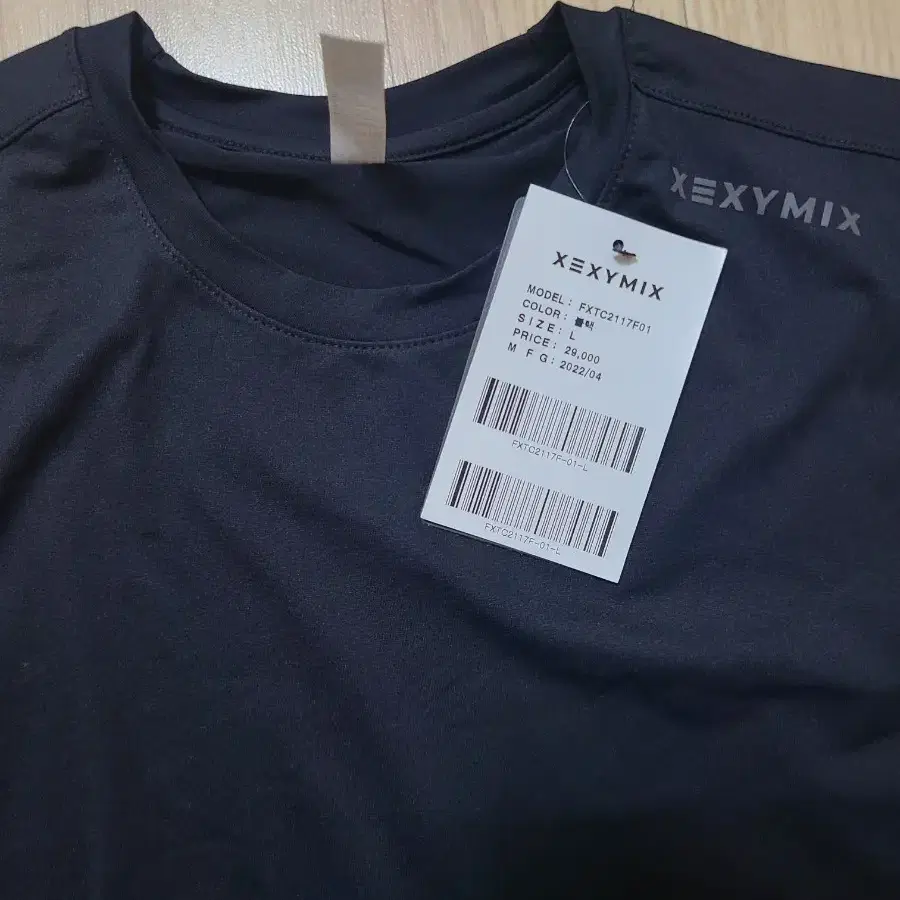 XEXYMIX
XEXYMIX
MODEL : FXTC2117F01
COLOR : 블랙
SIZE : L
PRICE : 29,000
M F G : 2022/04
FXTC2117F-01-L
FXTC2117F-01-L